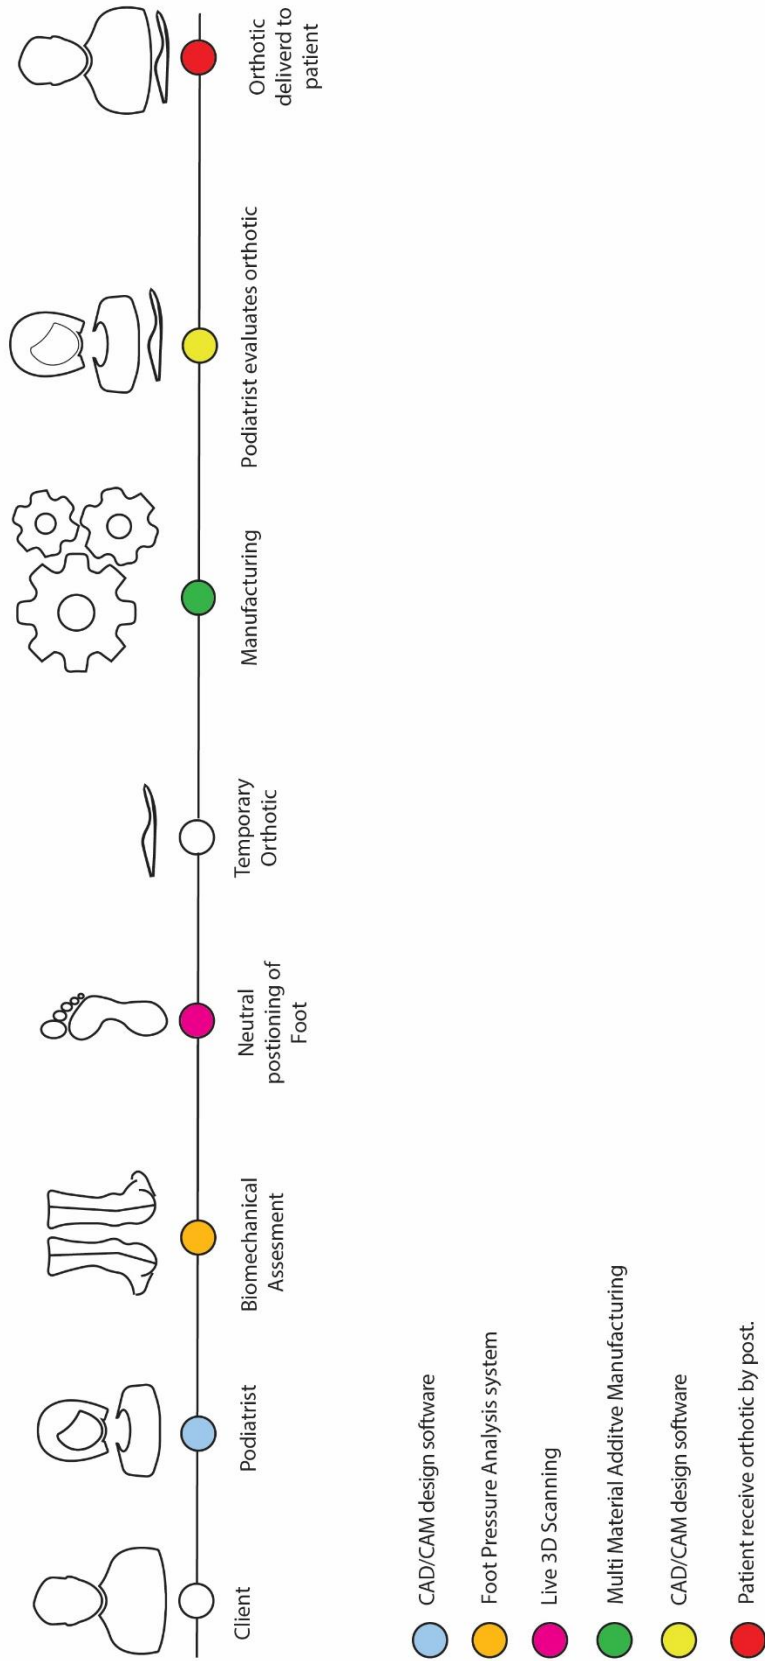 Client
Podiatrist
Biomechanical
Assesment
Neutral
postioning of
Foot
Temporary
Orthotic
Manufacturing
Podiatrist evaluates orthotic
Orthotic
deliverd to
patient
CAD/CAM design software
Foot Pressure Analysis system
Live 3D Scanning
Multi Material Additve Manufacturing
CAD/CAM design software
Patient receive orthotic by post.